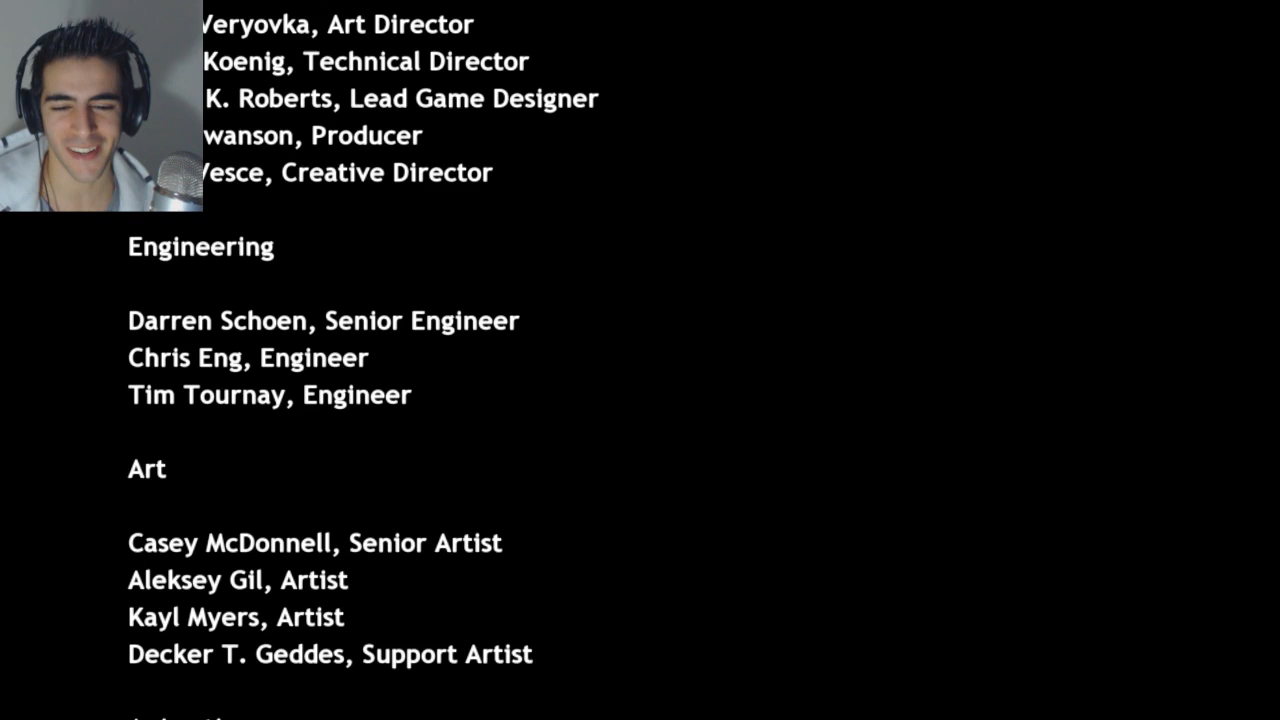 Veryovka, Art Director
Koenig, Technical Director
K. Roberts, Lead Game Designer
wanson, Producer
Vesce, Creative Director
Engineering
Darren Schoen, Senior Engineer
Chris Eng, Engineer
Tim Tournay, Engineer
Art
Casey McDonnell, Senior Artist
Aleksey Gil, Artist
Kayl Myers, Artist
Decker T. Geddes, Support Artist